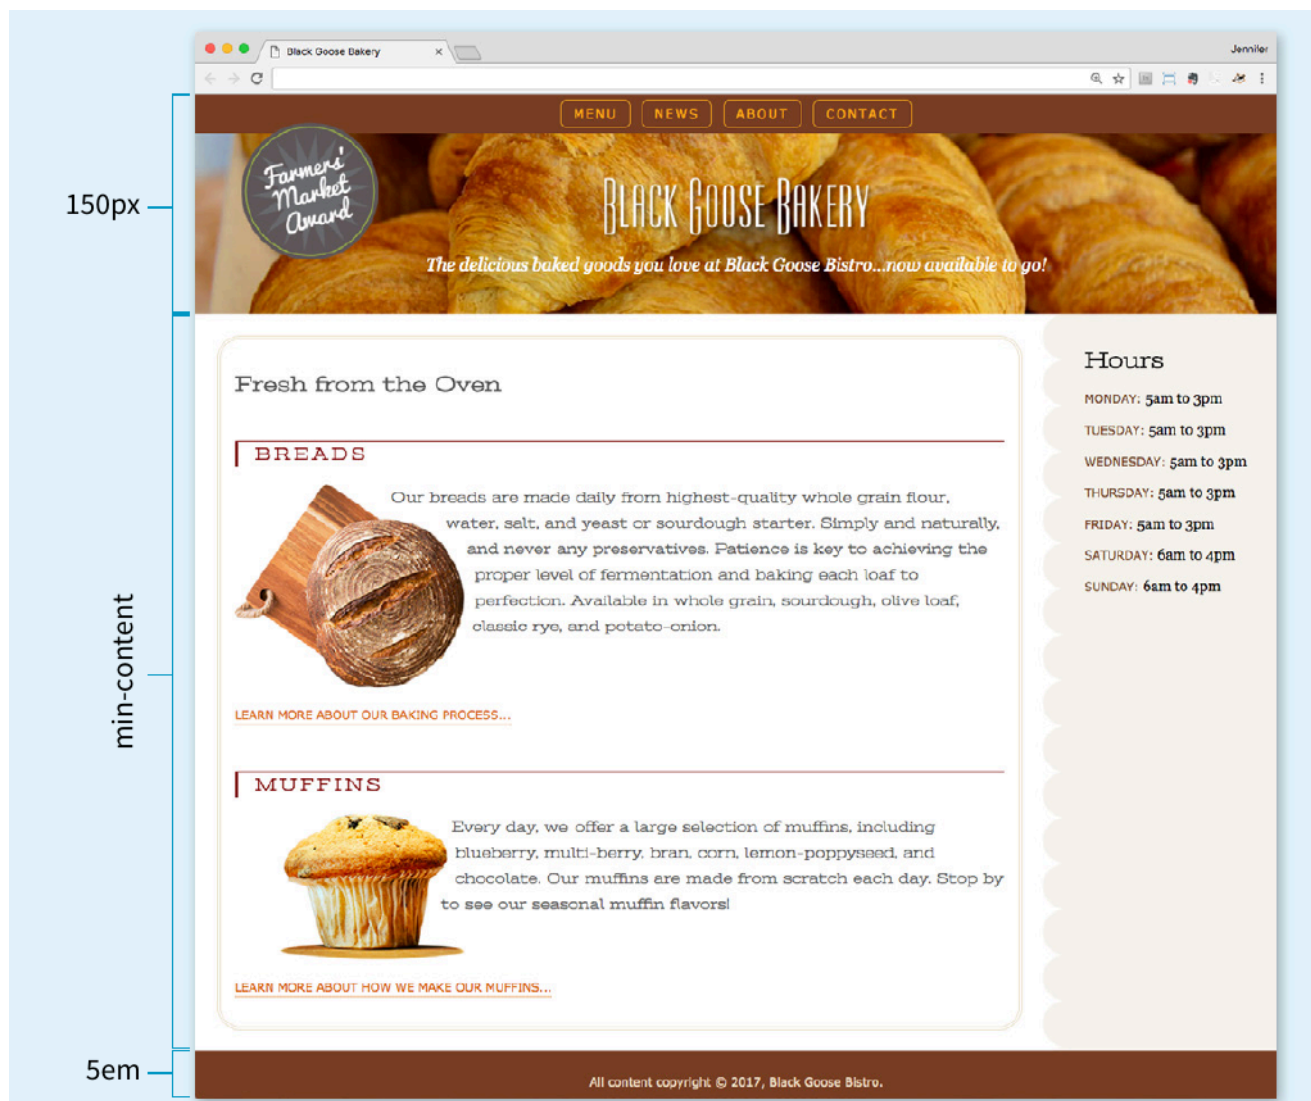 Black Goose Bakery
Jennifer
150px
MENU NEWS ABOUT CONTACT
Farmers'
Market
Award
BLACK GOOSE BAKERY
The delicious baked goods you love at Black Goose Bistro...now available to go!
min-content
Fresh from the Oven
BREADS
Our breads are made daily from highest-quality whole grain flour,
water, salt, and yeast or sourdough starter. Simply and naturally,
and never any preservatives. Patience is key to achieving the
proper level of fermentation and baking each loaf to
perfection. Available in whole grain, sourdough, olive loaf,
classic rye, and potato-onion.
LEARN MORE ABOUT OUR BAKING PROCESS...
MUFFINS
Every day, we offer a large selection of muffins, including
blueberry, multi-berry, bran, corn, lemon-poppyseed, and
chocolate. Our muffins are made from scratch each day. Stop by
to see our seasonal muffin flavors!
LEARN MORE ABOUT HOW WE MAKE OUR MUFFINS...
Hours
MONDAY: 5am to 3pm
TUESDAY: 5am to 3pm
WEDNESDAY: 5am to 3pm
THURSDAY: 5am to 3pm
FRIDAY: 5am to 3pm
SATURDAY: 6am to 4pm
SUNDAY: 6am to 4pm
5em
All content copyright © 2017, Black Goose Bistro.